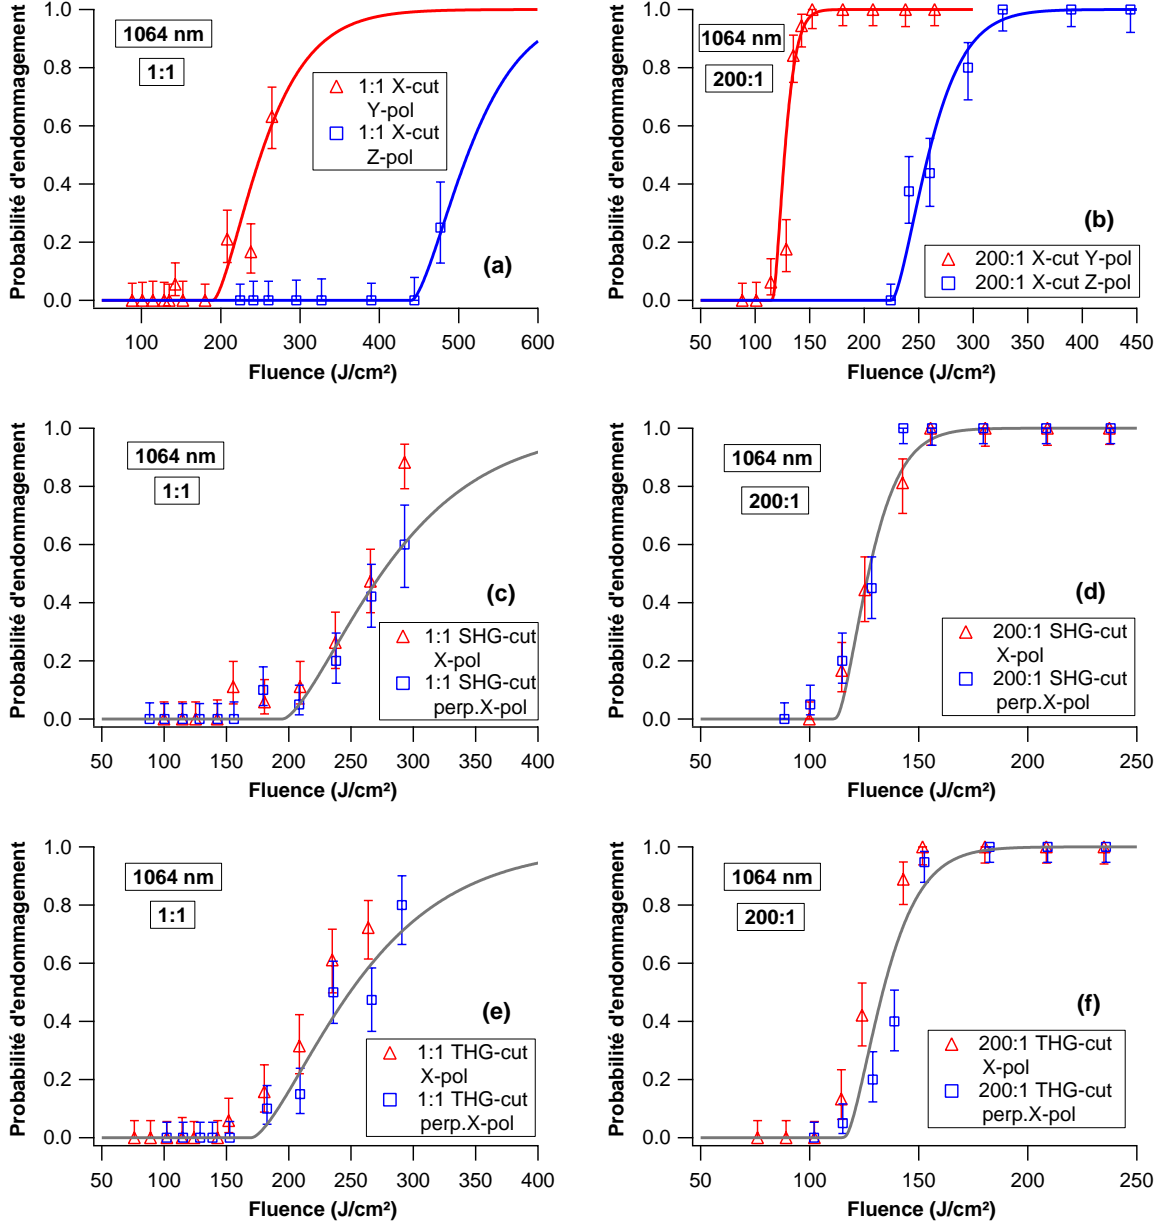 1.0
0.8
0.6
0.4
0.2
0.0
Probabilité d'endommagement
1064 nm
1:1
1:1 X-cut
Y-pol
1:1 X-cut
Z-pol
(a)
100 200 300 400 500 600
Fluence (J/cm²)
1.0
0.8
0.6
0.4
0.2
0.0
Probabilité d'endommagement
1064 nm
200:1
(b)
200:1 X-cut Y-pol
200:1 X-cut Z-pol
50 100 150 200 250 300 350 400 450
Fluence (J/cm²)
1.0
0.8
0.6
0.4
0.2
0.0
Probabilité d'endommagement
1064 nm
1:1
(c)
1:1 SHG-cut
X-pol
1:1 SHG-cut
perp.X-pol
50 100 150 200 250 300 350 400
Fluence (J/cm²)
1.0
0.8
0.6
0.4
0.2
0.0
Probabilité d'endommagement
1064 nm
200:1
(d)
200:1 SHG-cut
X-pol
200:1 SHG-cut
perp.X-pol
50 100 150 200 250
Fluence (J/cm²)
1.0
0.8
0.6
0.4
0.2
0.0
Probabilité d'endommagement
1064 nm
1:1
(e)
1:1 THG-cut
X-pol
1:1 THG-cut
perp.X-pol
50 100 150 200 250 300 350 400
Fluence (J/cm²)
1.0
0.8
0.6
0.4
0.2
0.0
Probabilité d'endommagement
1064 nm
200:1
(f)
200:1 THG-cut
X-pol
200:1 THG-cut
perp.X-pol
50 100 150 200 250
Fluence (J/cm²)